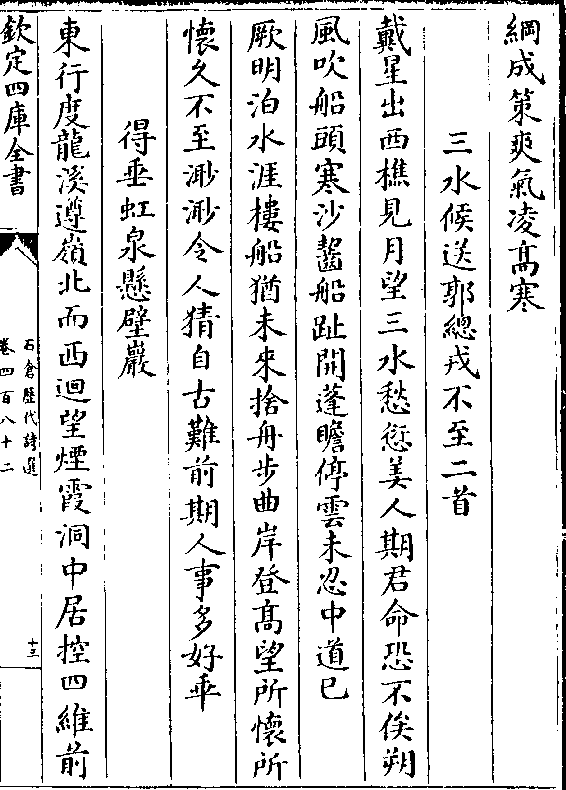 綱成策爽氣凌髙寒
三水候送郭總戎不至二首
戴星出西樵見月望三水愁愆美人期君命恐不俟朔
風吹船頭寒沙齧船趾開蓬瞻停雲未忍中道已
厥明泊水涯樓船猶未來捨舟步曲岸登髙望所懷所
懷久不至渺渺令人猜自古難前期人事多好乖
得垂虹泉懸壁巖
東行度龍溪遵嶺北而西迴望煙霞洞中居控四維前
欽定四庫全書
石倉歴代詩選
卷四百八十二
十三